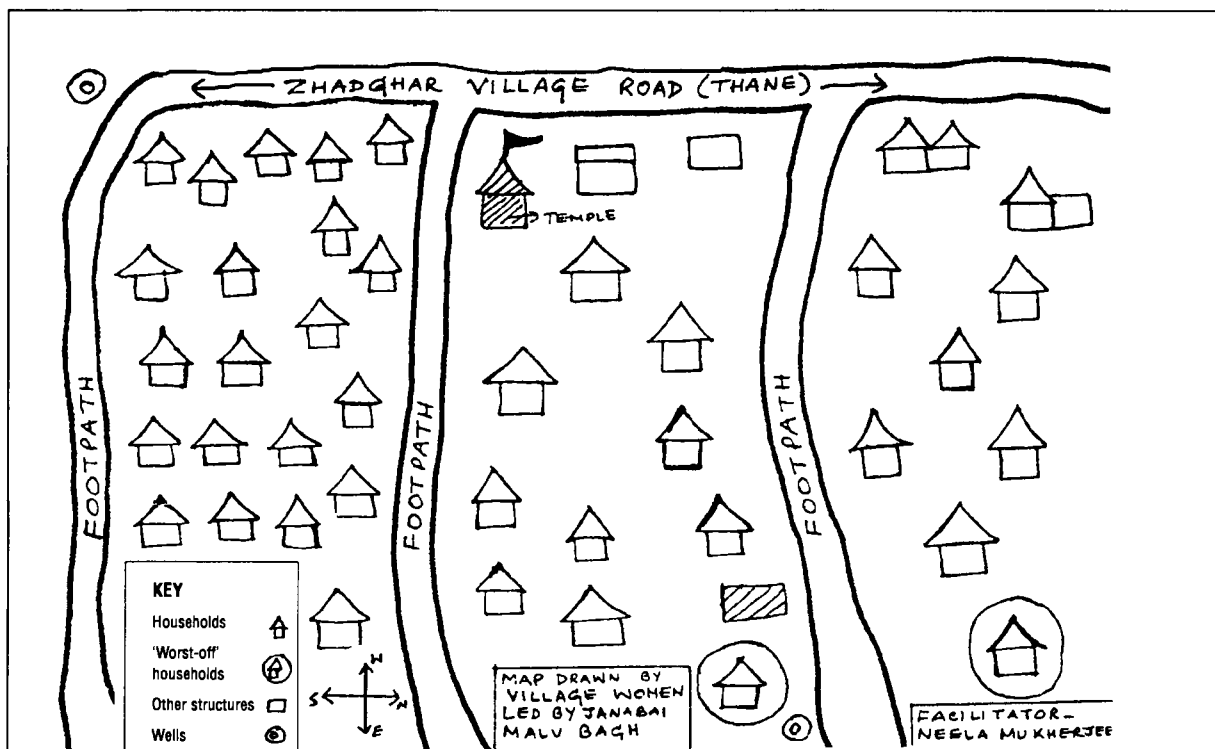 ZHADGHAR VILLAGE ROAD (THANE)
TEMPLE
FOOTPATH
FOOTPATH
FOOTPATH
KEY
Households
'Worst-off'
households
Other structures
Wells
W
S
N
E
MAP DRAWN BY
VILLAGE WOMEN
LED BY JANABAI
MALU BAGH
FACILITATOR-
NEELA MUKHERJEE